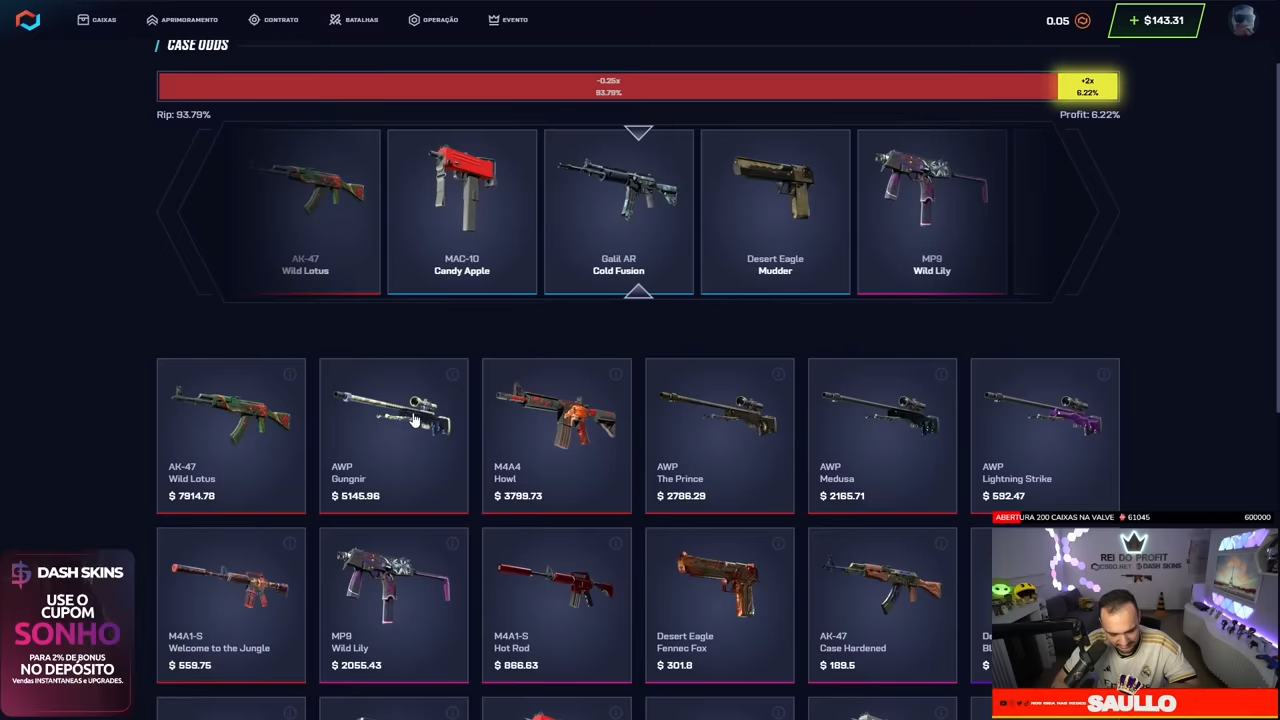 CAIXAS
APRIMORAMENTO
CONTRATO
BATALHAS
OPERAÇÃO
EVENTO
0.05
+ $143.31
CASE ODDS
-0.25x
93.79%
+2x
6.22%
Rip: 93.79%
Profit: 6.22%
AK-47
Wild Lotus
MAC-10
Candy Apple
Galil AR
Cold Fusion
Desert Eagle
Mudder
MP9
Wild Lily
AK-47
Wild Lotus
$ 7914.78
AWP
Gungnir
$ 5145.96
M4A4
Howl
$ 3799.73
AWP
The Prince
$ 2786.29
AWP
Medusa
$ 2165.71
AWP
Lightning Strike
$ 592.47
M4A1-S
Welcome to the Jungle
$ 559.75
MP9
Wild Lily
$ 2055.43
M4A1-S
Hot Rod
$ 866.63
Desert Eagle
Fennec Fox
$ 301.8
AK-47
Case Hardened
$ 189.5
ABERTURA 200 CAIXAS NA VALVE
61045
600000
REI DO PROFIT
CSGO.NET
DASH SKINS
SAULLO
DASH SKINS
USE O
CUPOM
SONHO
PARA 2% DE BONUS
NO DEPÓSITO
Vendas INSTANTANEAS e UPGRADES.